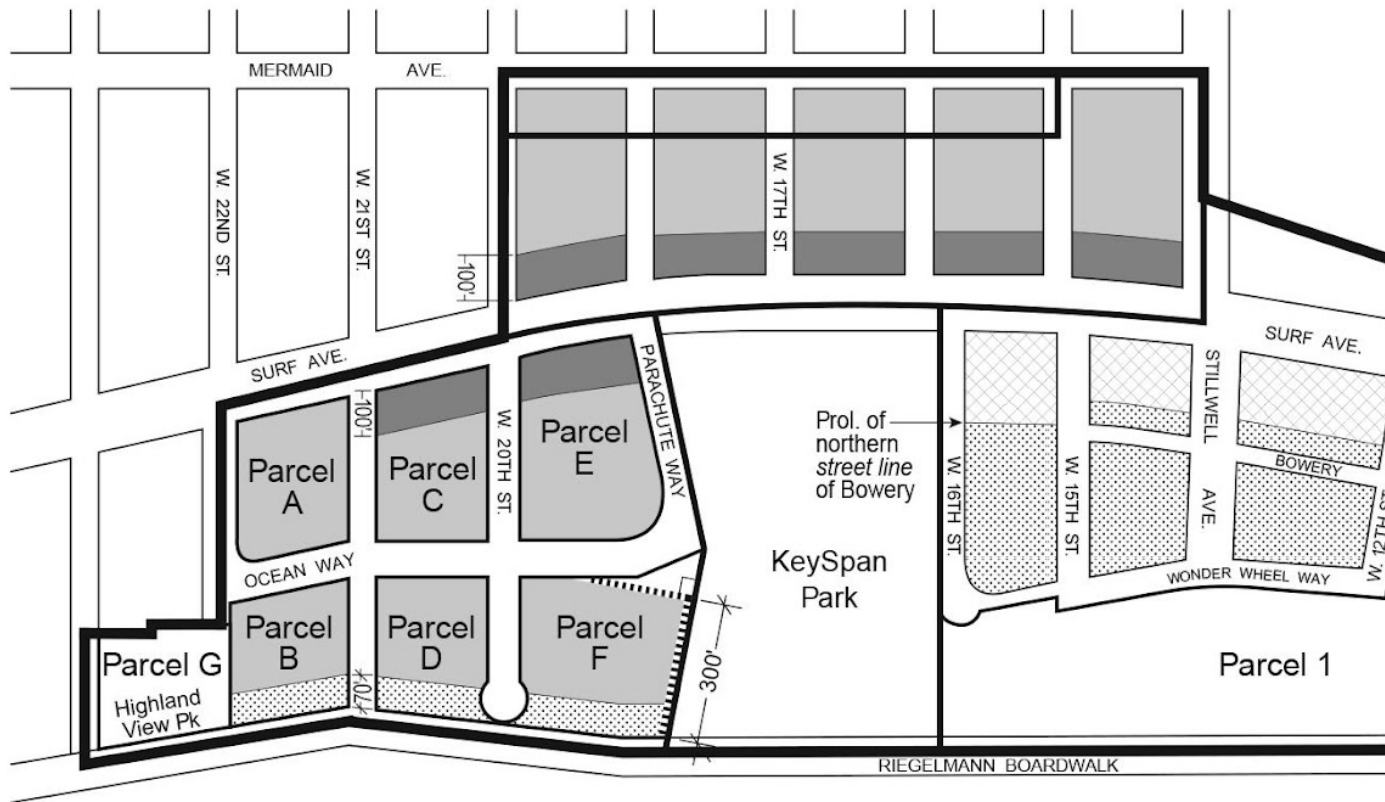 MERMAID AVE.
W. 22ND ST.
W. 21ST ST.
W. 17TH ST.
100'
SURF AVE.
SURF AVE.
100'
PARACHUTE WAY
STILLWELL AVE.
Parcel
A
Parcel
C
W. 20TH ST.
Parcel
E
Prol. of
northern
street line
of Bowery
W. 16TH ST.
W. 15TH ST.
BOWERY
W. 12TH ST.
OCEAN WAY
KeySpan
Park
WONDER WHEEL WAY
Parcel G
Highland
View Pk
Parcel
B
70'
Parcel
D
Parcel
F
300'
Parcel 1
RIEGELMANN BOARDWALK